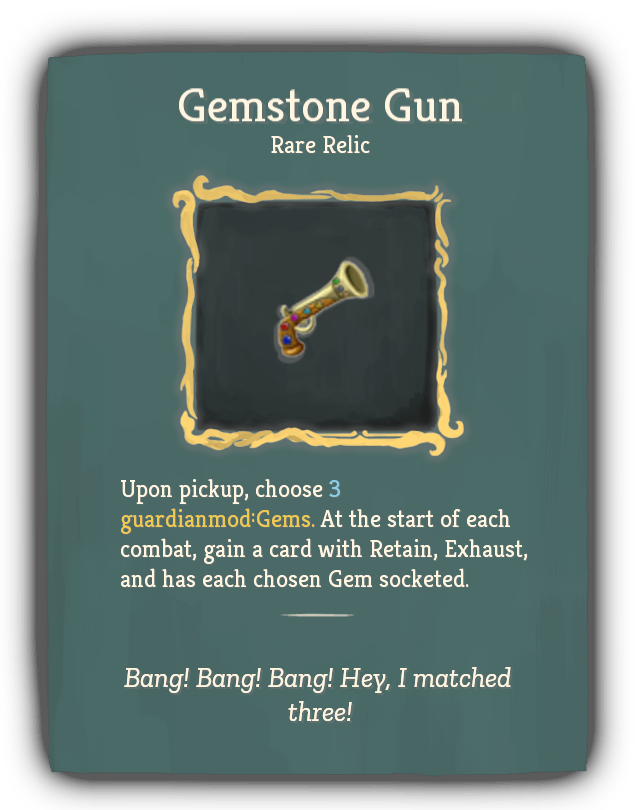 Gemstone Gun
Rare Relic
Upon pickup, choose 3
guardianmod:Gems. At the start of each
combat, gain a card with Retain, Exhaust,
and has each chosen Gem socketed.
Bang! Bang! Bang! Hey, I matched
three!